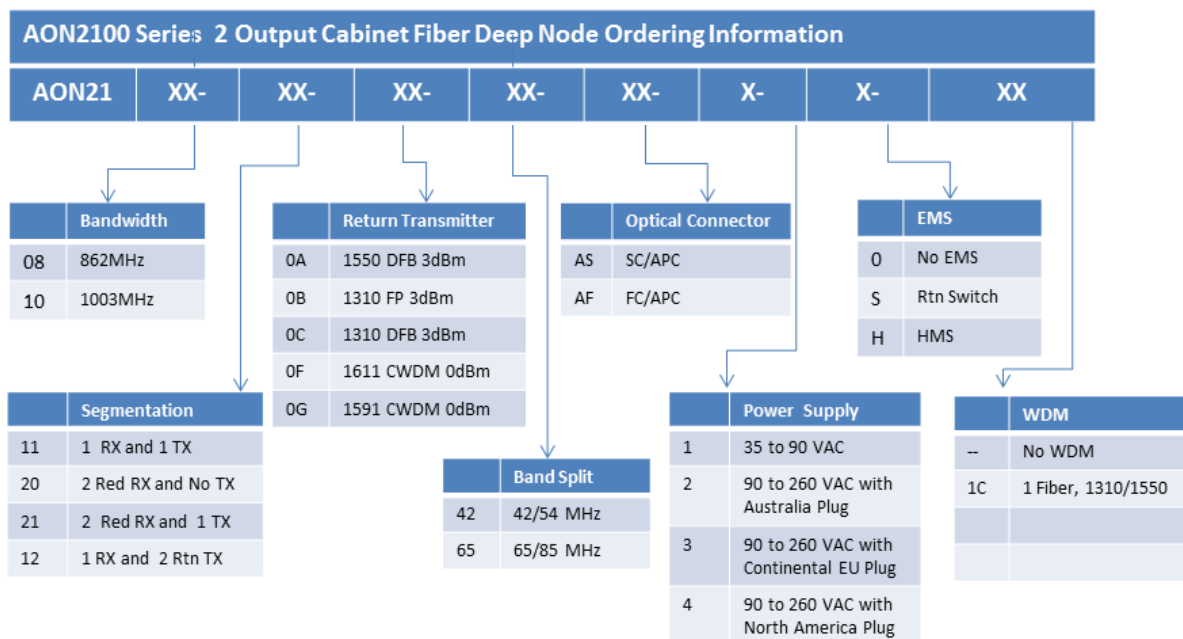 AON2100 Series 2 Output Cabinet Fiber Deep Node Ordering Information
AON21 XX- XX- XX- XX- XX- X- X- XX
Bandwidth
08 862MHz
10 1003MHz
Return Transmitter
0A 1550 DFB 3dBm
0B 1310 FP 3dBm
0C 1310 DFB 3dBm
0F 1611 CWDM 0dBm
0G 1591 CWDM 0dBm
Optical Connector
AS SC/APC
AF FC/APC
EMS
0 No EMS
S Rtn Switch
H HMS
Segmentation
11 1 RX and 1 TX
20 2 Red RX and No TX
21 2 Red RX and 1 TX
12 1 RX and 2 Rtn TX
Band Split
42 42/54 MHz
65 65/85 MHz
Power Supply
1 35 to 90 VAC
2 90 to 260 VAC with
Australia Plug
3 90 to 260 VAC with
Continental EU Plug
4 90 to 260 VAC with
North America Plug
WDM
-- No WDM
1C 1 Fiber, 1310/1550